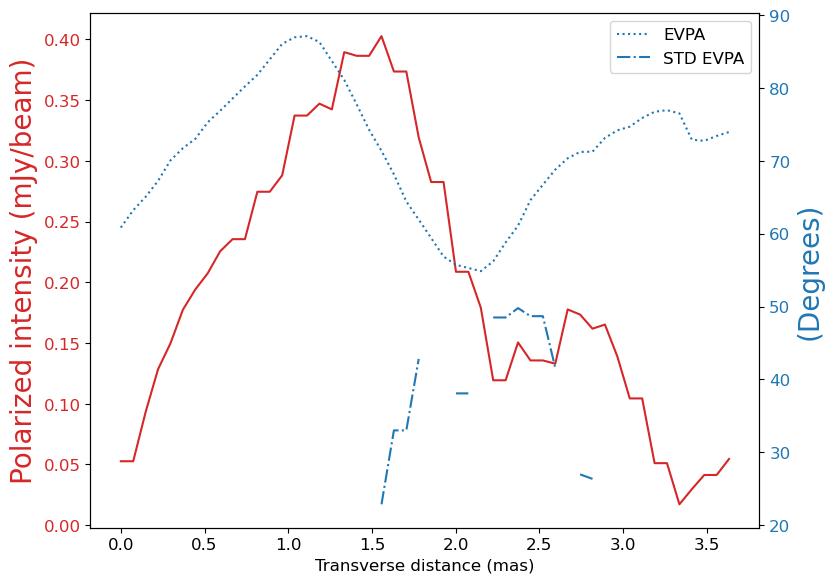 Polarized intensity (mJy/beam)
0.40
0.35
0.30
0.25
0.20
0.15
0.10
0.05
0.00
EVPA
STD EVPA
90
80
70
60
50
40
30
20
(Degrees)
0.0 0.5 1.0 1.5 2.0 2.5 3.0 3.5
Transverse distance (mas)